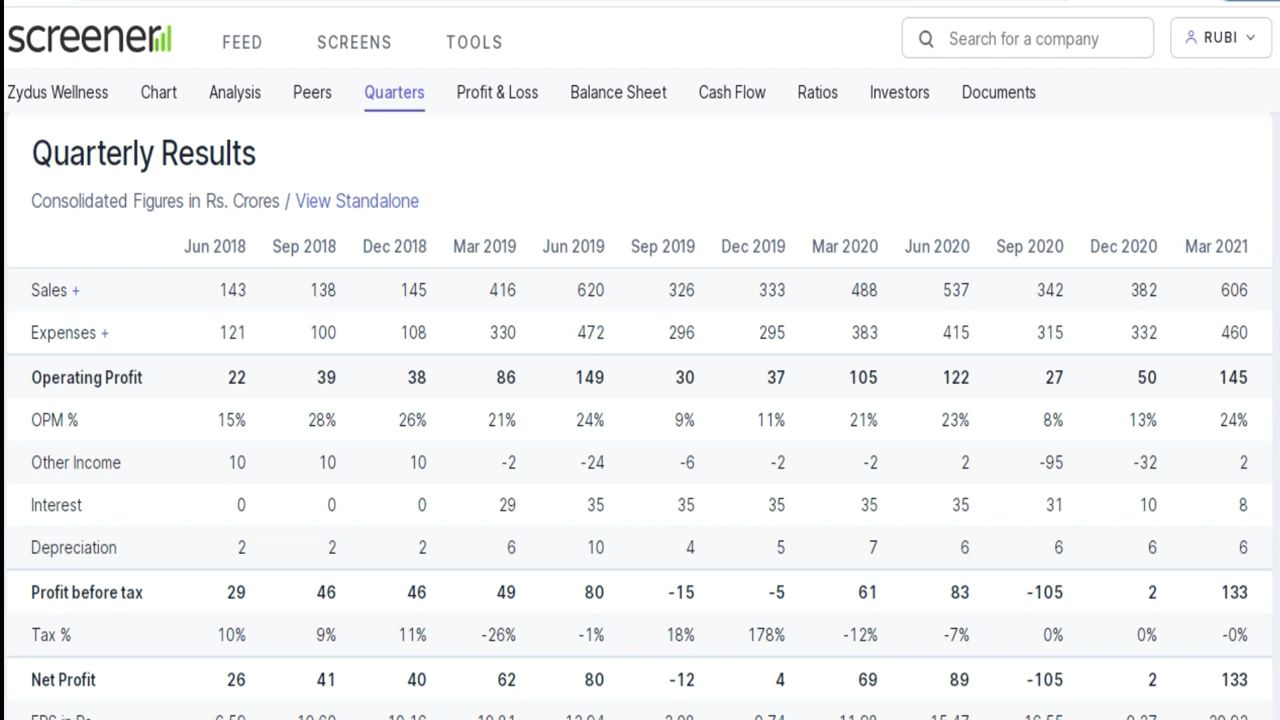 screener
FEED SCREENS TOOLS
Search for a company
RUBI
Zydus Wellness Chart Analysis Peers Quarters Profit & Loss Balance Sheet Cash Flow Ratios Investors Documents
Quarterly Results
Consolidated Figures in Rs. Crores / View Standalone
Jun 2018 Sep 2018 Dec 2018 Mar 2019 Jun 2019 Sep 2019 Dec 2019 Mar 2020 Jun 2020 Sep 2020 Dec 2020 Mar 2021
Sales + 143 138 145 416 620 326 333 488 537 342 382 606
Expenses + 121 100 108 330 472 296 295 383 415 315 332 460
Operating Profit 22 39 38 86 149 30 37 105 122 27 50 145
OPM % 15% 28% 26% 21% 24% 9% 11% 21% 23% 8% 13% 24%
Other Income 10 10 10 -2 -24 -6 -2 -2 2 -95 -32 2
Interest 0 0 0 29 35 35 35 35 35 31 10 8
Depreciation 2 2 2 6 10 4 5 7 6 6 6 6
Profit before tax 29 46 46 49 80 -15 -5 61 83 -105 2 133
Tax % 10% 9% 11% -26% -1% 18% 178% -12% -7% 0% 0% -0%
Net Profit 26 41 40 62 80 -12 4 69 89 -105 2 133